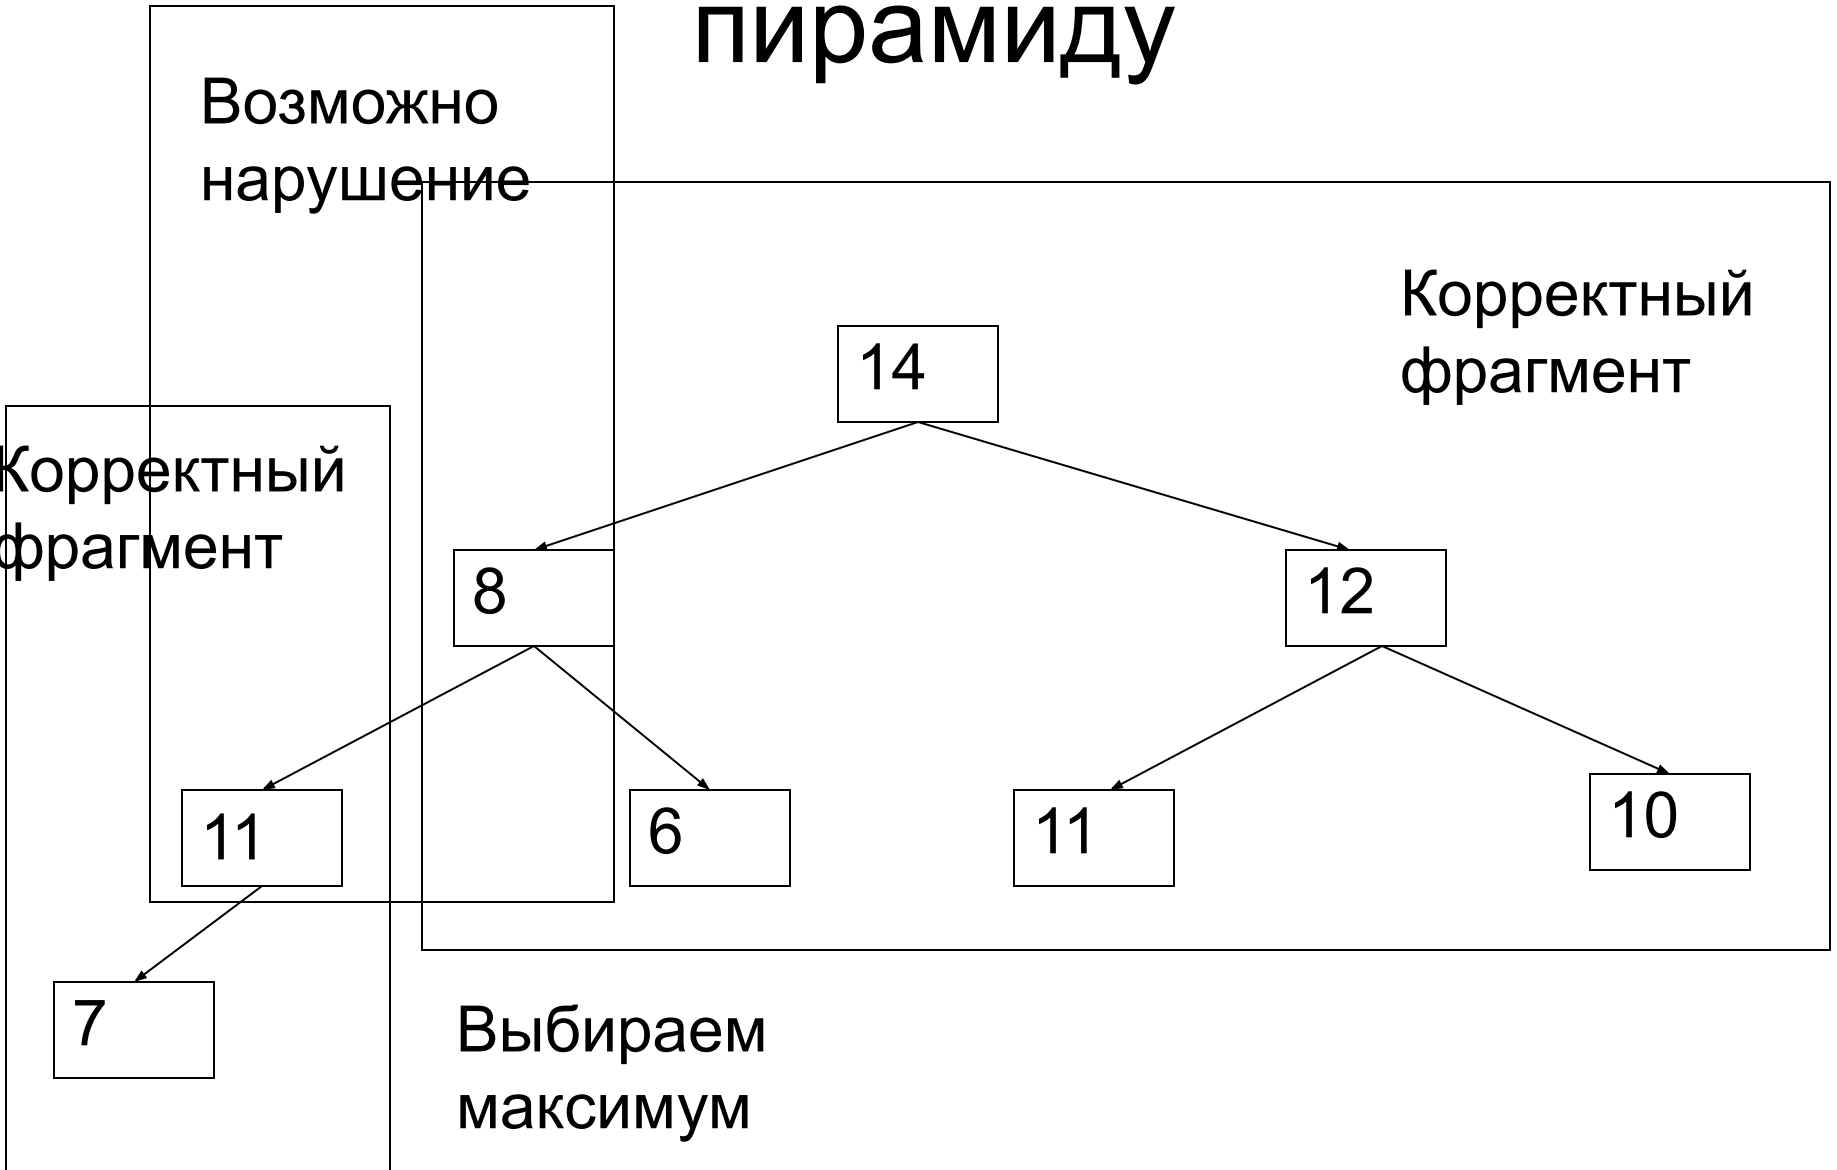 пирамиду
Возможно
нарушение
Корректный
фрагмент
14
Корректный
фрагмент
8
12
11
6
11
10
7
Выбираем
максимум